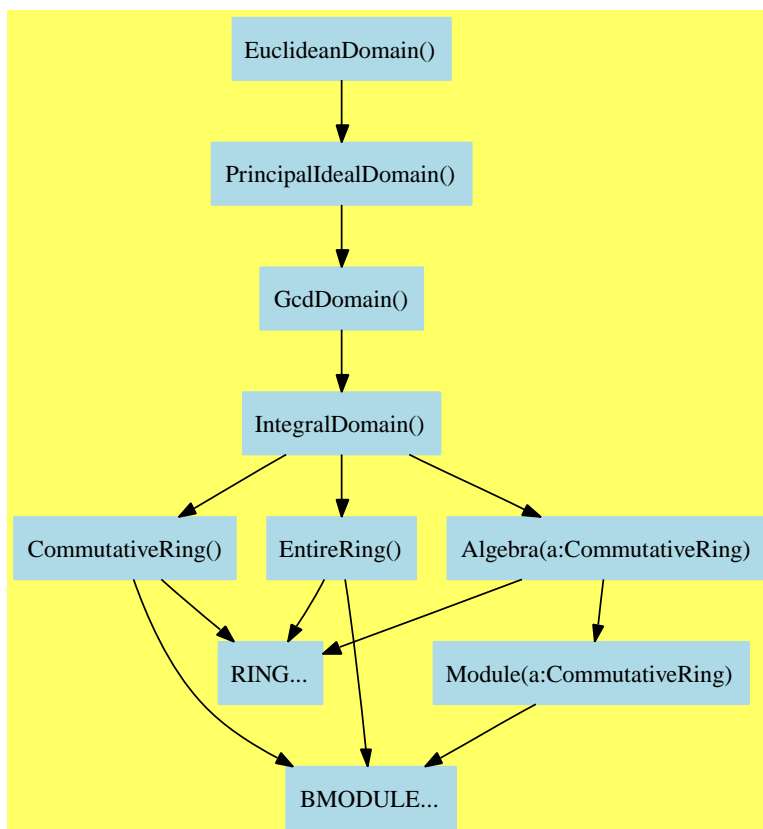 EuclideanDomain()
PrincipalIdealDomain()
GcdDomain()
IntegralDomain()
CommutativeRing()
EntireRing()
Algebra(a:CommutativeRing)
RING...
Module(a:CommutativeRing)
BMODULE...